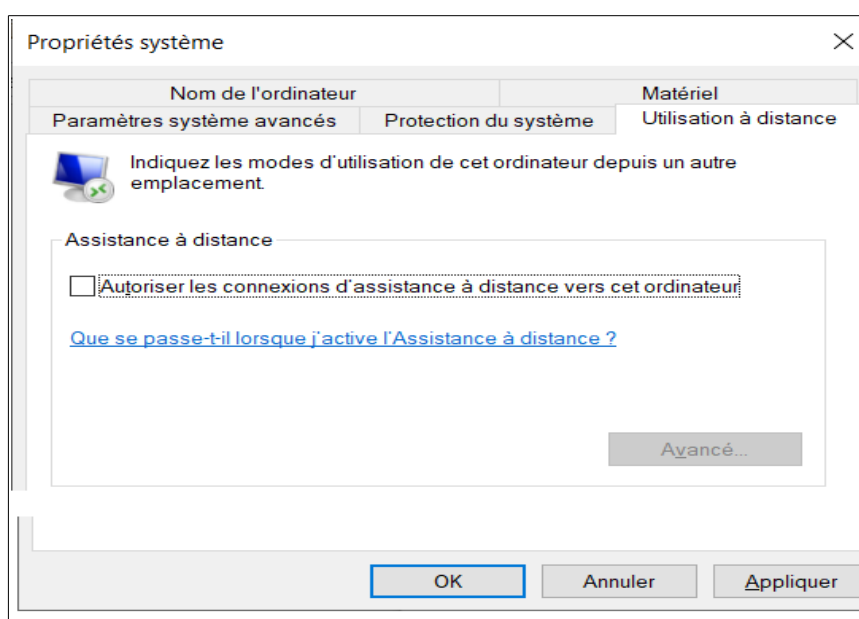 Propriétés système
Nom de l'ordinateur
Matériel
Paramètres système avancés
Protection du système
Utilisation à distance
Indiquez les modes d'utilisation de cet ordinateur depuis un autre
emplacement.
Assistance à distance
Autoriser les connexions d'assistance à distance vers cet ordinateur
Que se passe-t-il lorsque j'active l'Assistance à distance ?
Avancé...
OK
Annuler
Appliquer